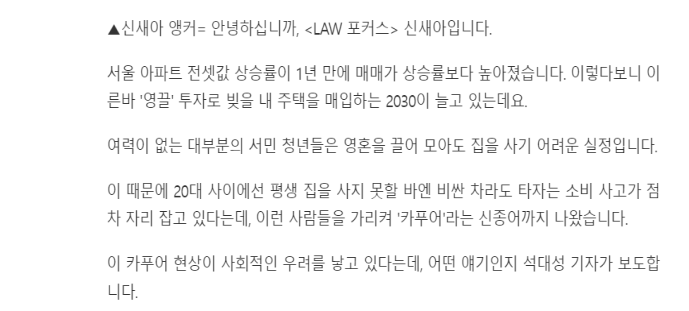 ▲신새아 앵커= 안녕하십니까, <LAW 포커스> 신새아입니다.
서울 아파트 전셋값 상승률이 1년 만에 매매가 상승률보다 높아졌습니다. 이렇다보니 이
른바 '영끌' 투자로 빚을 내 주택을 매입하는 2030이 늘고 있는데요.
여력이 없는 대부분의 서민 청년들은 영혼을 끌어 모아도 집을 사기 어려운 실정입니다.
이 때문에 20대 사이에선 평생 집을 사지 못할 바엔 비싼 차라도 타자는 소비 사고가 점
차 자리 잡고 있다는데, 이런 사람들을 가리켜 '카푸어'라는 신종어까지 나왔습니다.
이 카푸어 현상이 사회적인 우려를 낳고 있다는데, 어떤 얘기인지 석대성 기자가 보도합
니다.